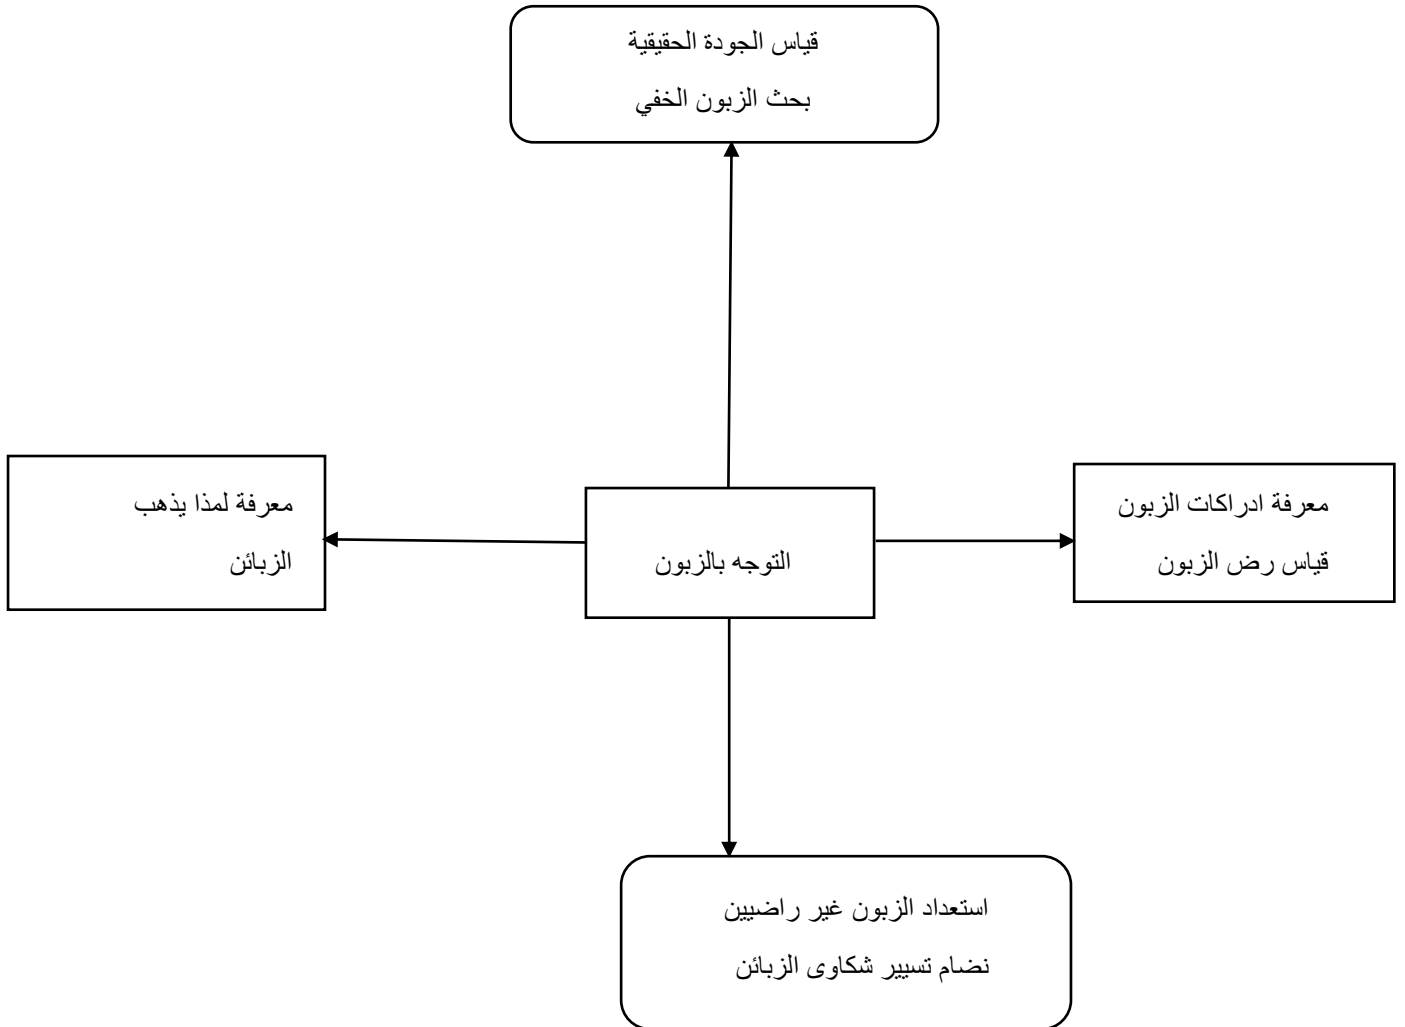 قياس الجودة الحقيقية
بحث الزبون الخفي
معرفة ادراكات الزبون
قياس رض الزبون
التوجه بالزبون
معرفة لمذا يذهب
الزبائن
استعداد الزبون غير راضيين
نضام تسيير شكاوى الزبائن